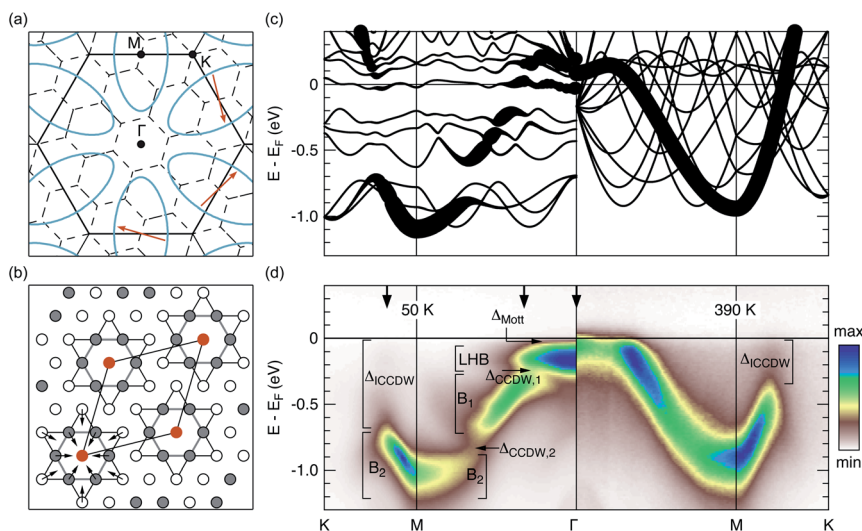 (a)
M
K
Γ
(b)
(c)
E - E_F (eV)
0
-0.5
-1.0
(d)
50 K
390 K
Δ_Mott
LHB
Δ_ICCDW
Δ_CCDW,1
B_1
Δ_CCDW,2
B_2
B_2
Δ_ICCDW
E - E_F (eV)
0
-0.5
-1.0
K
M
Γ
M
K
max
min